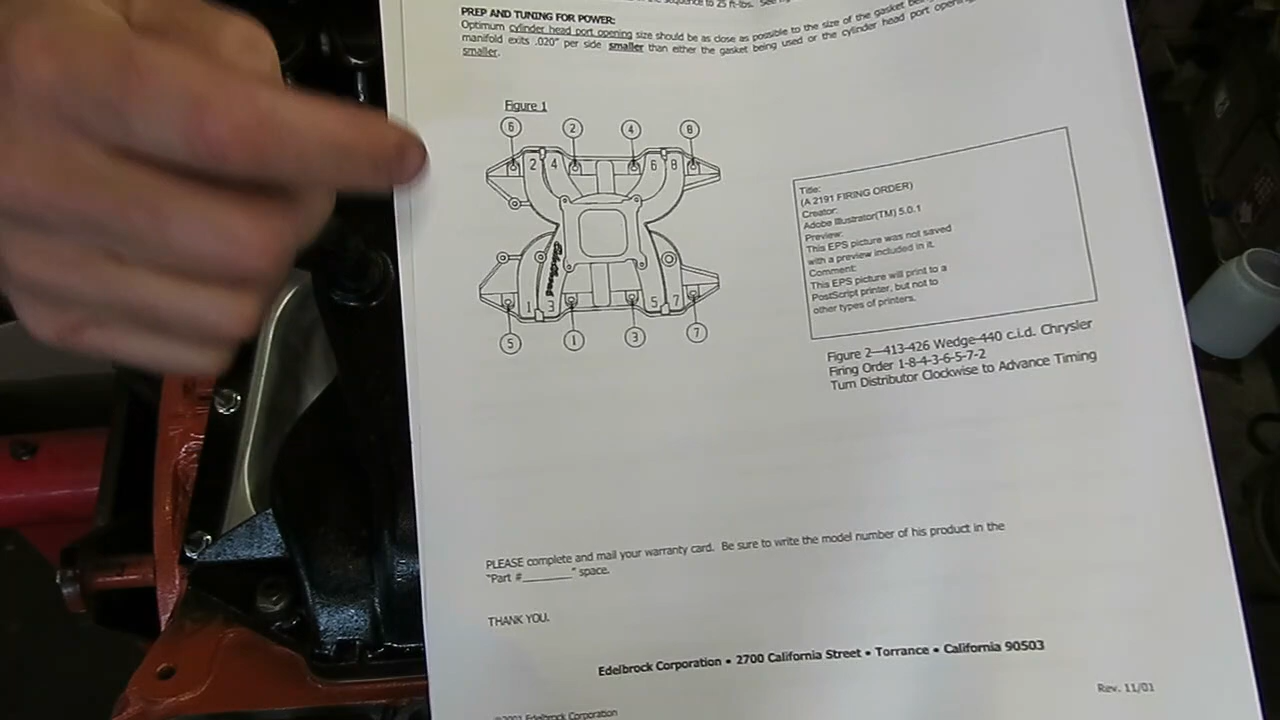 sequence to 25 ft-lbs. See
PREP AND TUNING FOR POWER:
Optimum cylinder head port opening size should be as close as possible to the size of the gasket
manifold exits .020" per side smaller than either the gasket being used or the cylinder head port opening
smaller.
Figure 1
6 2 4 8
2 4 6 8
Edelbrock
1 3 5 7
5 1 3 7
Title:
(A 2191 FIRING ORDER)
Creator:
Adobe Illustrator(TM) 5.0.1
Preview:
This EPS picture was not saved
with a preview included in it.
Comment:
This EPS picture will print to a
PostScript printer, but not to
other types of printers.
Figure 2—413-426 Wedge-440 c.i.d. Chrysler
Firing Order 1-8-4-3-6-5-7-2
Turn Distributor Clockwise to Advance Timing
PLEASE complete and mail your warranty card. Be sure to write the model number of his product in the
"Part #________" space.
THANK YOU.
Edelbrock Corporation • 2700 California Street • Torrance • California 90503
Rev. 11/01
©2001 Edelbrock Corporation